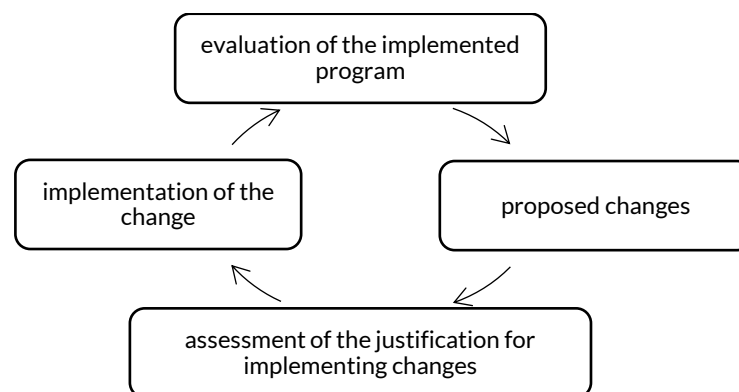 evaluation of the implemented
program
implementation of the
change
proposed changes
assessment of the justification for
implementing changes